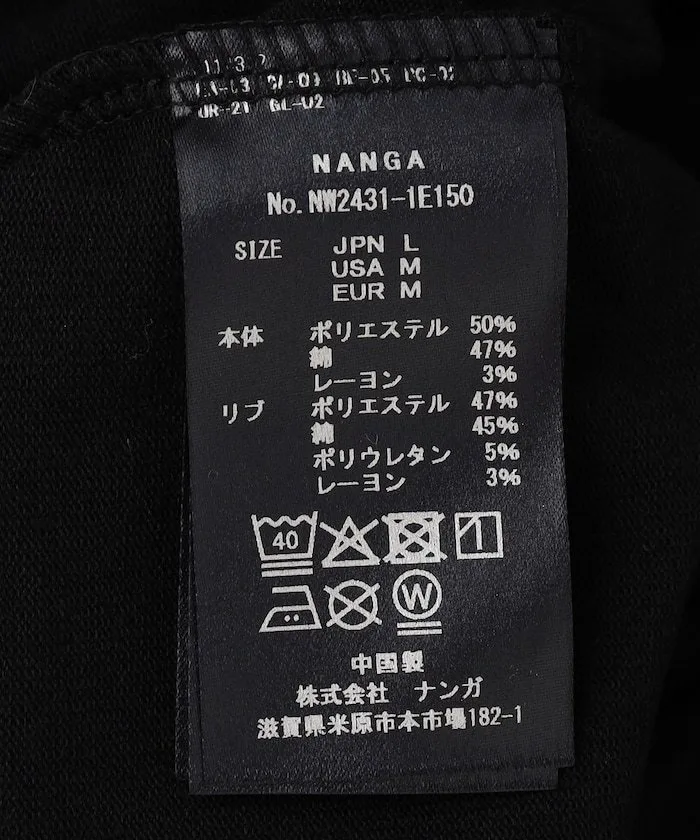 NANGA
No. NW2431-1E150
SIZE JPN L
USA M
EUR M
本体 ポリエステル 50%
綿 47%
レーヨン 3%
リブ ポリエステル 47%
綿 45%
ポリウレタン 5%
レーヨン 3%
40
W
中国製
株式会社 ナンガ
滋賀県米原市本市場182-1